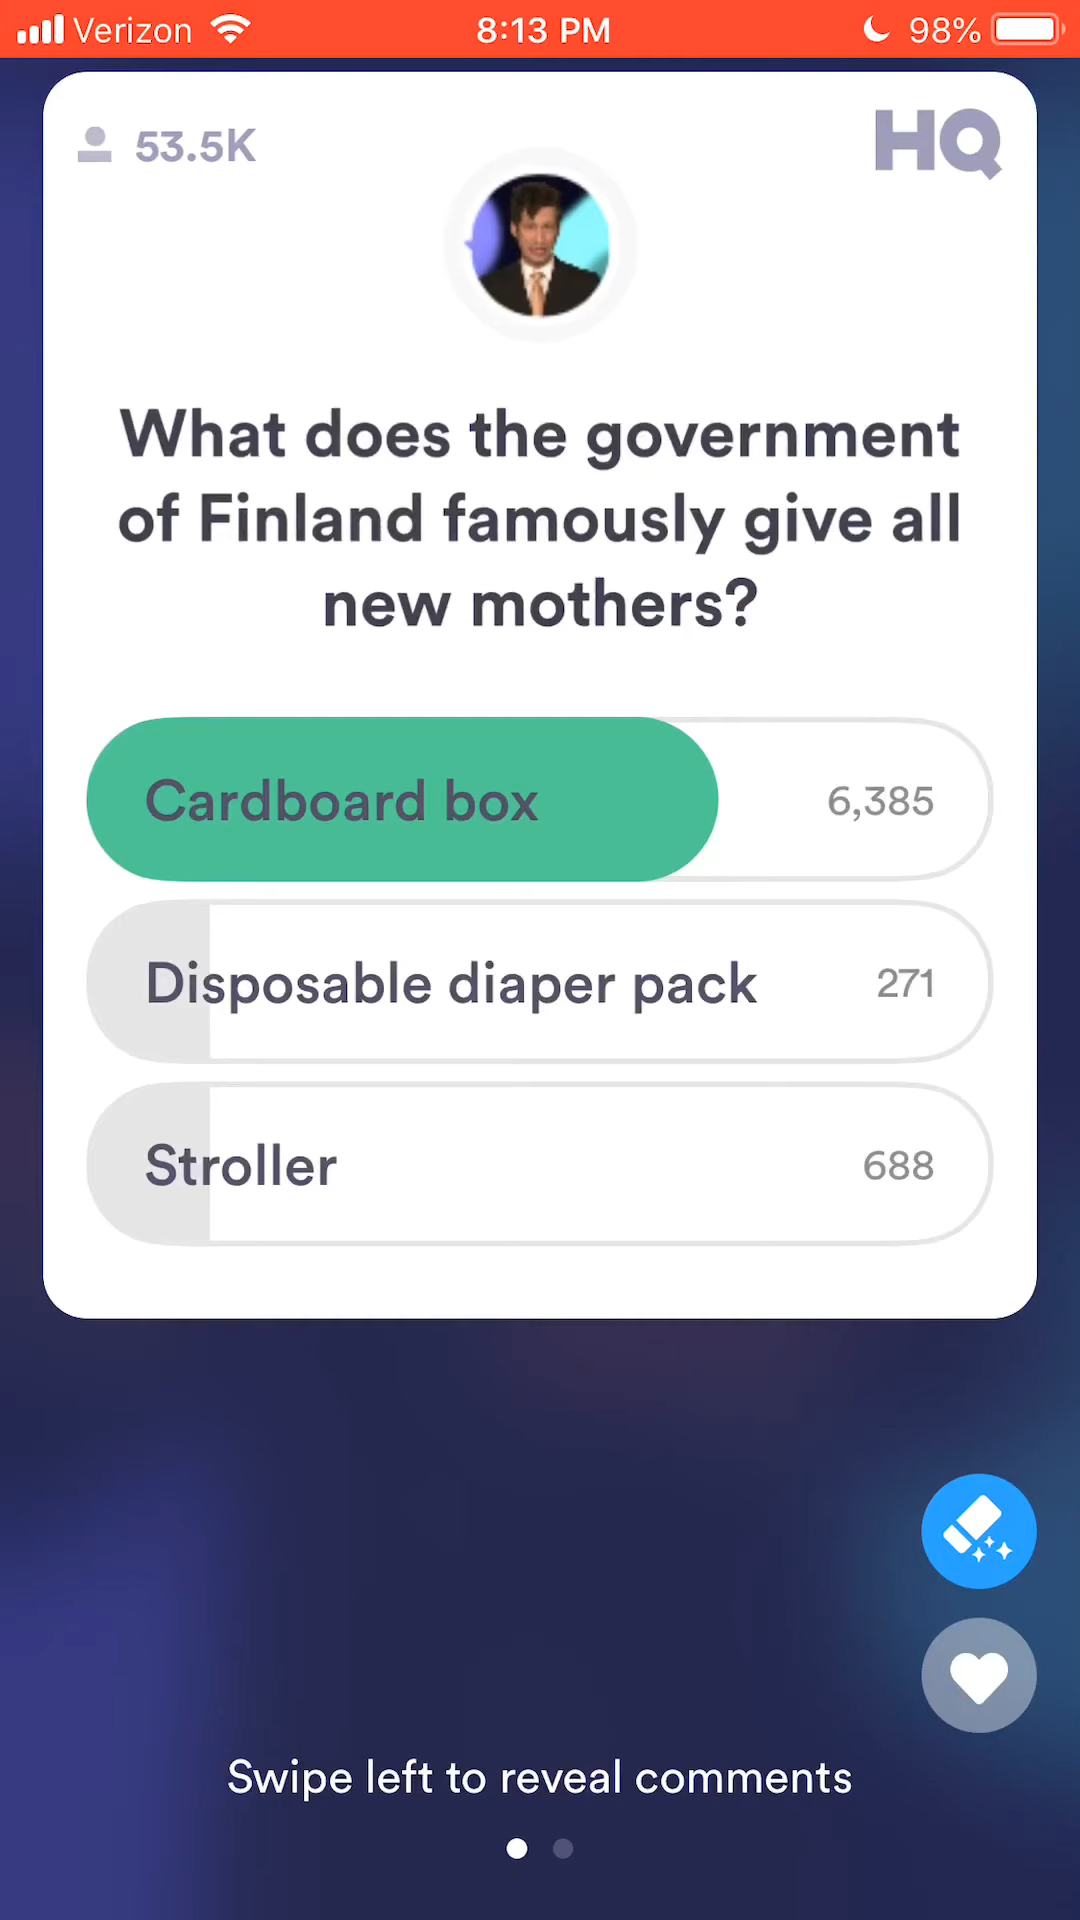 Verizon 8:13 PM 98%
53.5K HQ
What does the government
of Finland famously give all
new mothers?
Cardboard box 6,385
Disposable diaper pack 271
Stroller 688
Swipe left to reveal comments